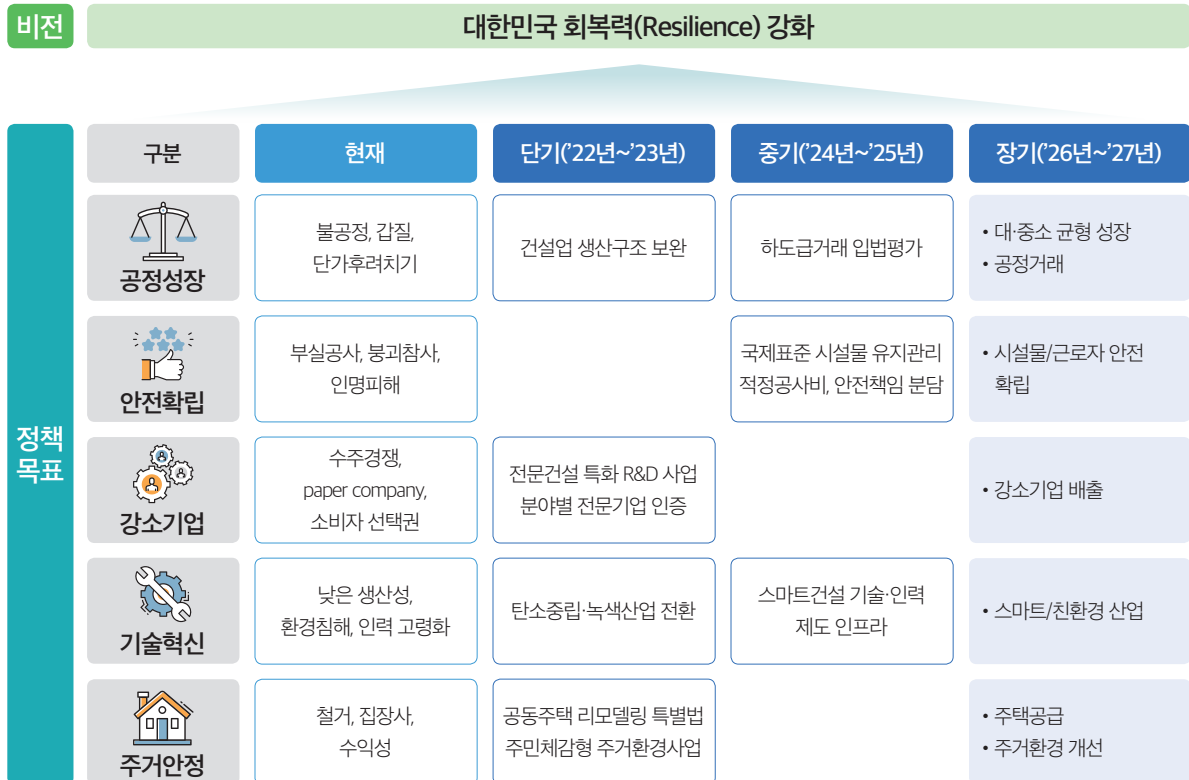 비전
대한민국 회복력(Resilience) 강화
정책
목표
구분
현재
단기('22년~'23년)
중기('24년~'25년)
장기('26년~'27년)
공정성장
불공정, 갑질,
단가후려치기
건설업 생산구조 보완
하도급거래 입법평가
• 대·중소 균형 성장
• 공정거래
안전확립
부실공사, 붕괴참사,
인명피해
국제표준 시설물 유지관리
적정공사비, 안전책임 분담
• 시설물/근로자 안전
확립
강소기업
수주경쟁,
paper company,
소비자 선택권
전문건설 특화 R&D 사업
분야별 전문기업 인증
• 강소기업 배출
기술혁신
낮은 생산성,
환경침해, 인력 고령화
탄소중립·녹색산업 전환
스마트건설 기술·인력
제도 인프라
• 스마트/친환경 산업
주거안정
철거, 집장사,
수익성
공동주택 리모델링 특별법
주민체감형 주거환경사업
• 주택공급
• 주거환경 개선